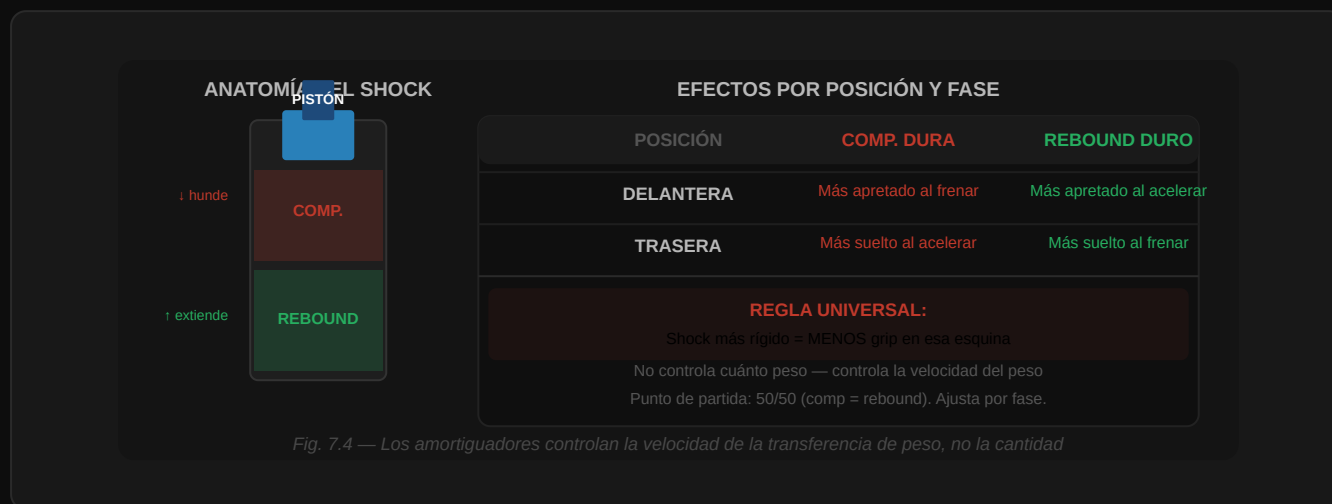 ANATOMÍA DEL SHOCK
PISTÓN
↓ hunde
COMP.
↑ extiende
REBOUND
EFECTOS POR POSICIÓN Y FASE
POSICIÓN COMP. DURA REBOUND DURO
DELANTERA Más apretado al frenar Más apretado al acelerar
TRASERA Más suelto al acelerar Más suelto al frenar
REGLA UNIVERSAL:
Shock más rígido = MENOS grip en esa esquina
No controla cuánto peso — controla la velocidad del peso
Punto de partida: 50/50 (comp = rebound). Ajusta por fase.
Fig. 7.4 — Los amortiguadores controlan la velocidad de la transferencia de peso, no la cantidad